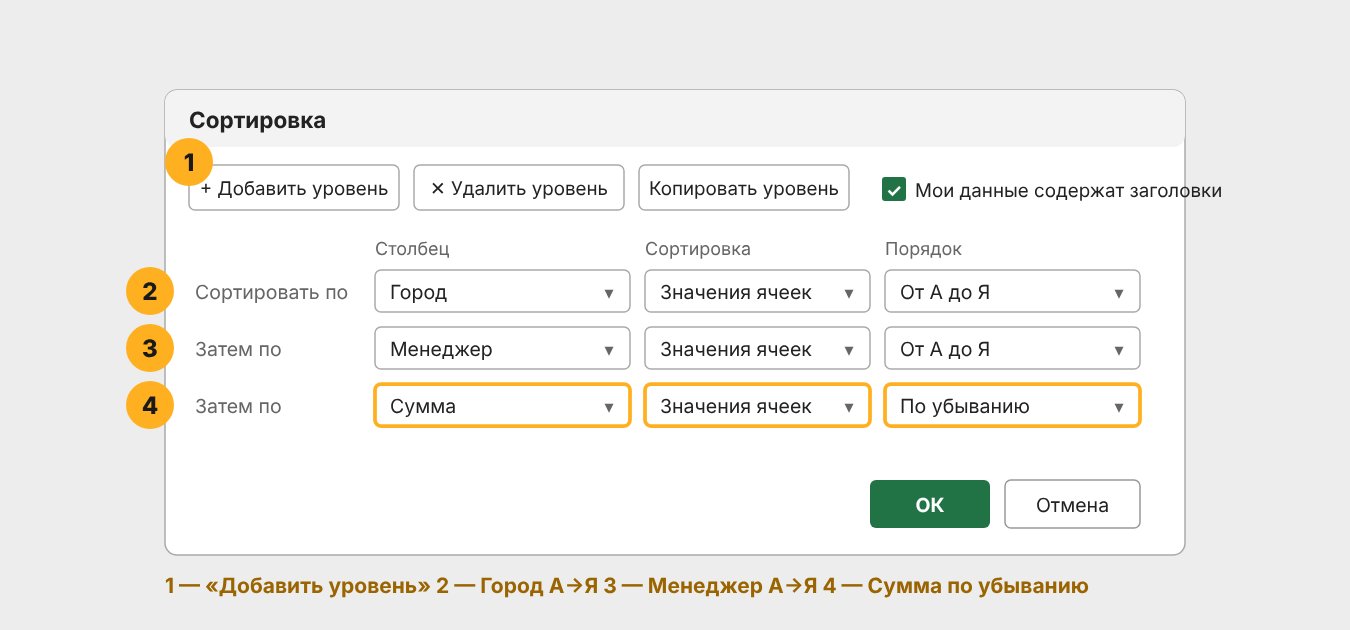 Сортировка
1
+ Добавить уровень ✕ Удалить уровень Копировать уровень Мои данные содержат заголовки
Столбец Сортировка Порядок
2 Сортировать по Город ▾ Значения ячеек ▾ От А до Я ▾
3 Затем по Менеджер ▾ Значения ячеек ▾ От А до Я ▾
4 Затем по Сумма ▾ Значения ячеек ▾ По убыванию ▾
ОК Отмена
1 — «Добавить уровень» 2 — Город А→Я 3 — Менеджер А→Я 4 — Сумма по убыванию